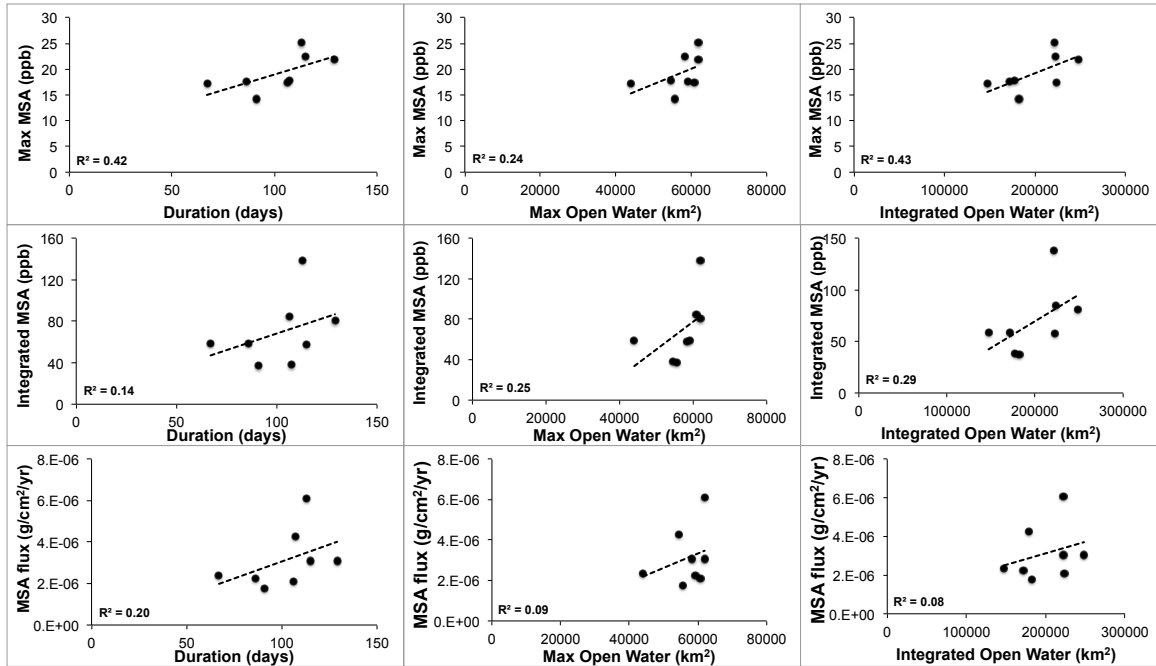 Max MSA (ppb)
30
25
20
15
10
5
0
R² = 0.42
0 50 100 150
Duration (days)
Max MSA (ppb)
30
25
20
15
10
5
0
R² = 0.24
0 20000 40000 60000 80000
Max Open Water (km²)
Max MSA (ppb)
30
25
20
15
10
5
0
R² = 0.43
0 100000 200000 300000
Integrated Open Water (km²)
Integrated MSA (ppb)
160
120
80
40
0
R² = 0.14
0 50 100 150
Duration (days)
Integrated MSA (ppb)
160
120
80
40
0
R² = 0.25
0 20000 40000 60000 80000
Max Open Water (km²)
Integrated MSA (ppb)
150
100
50
0
R² = 0.29
0 100000 200000 300000
Integrated Open Water (km²)
MSA flux (g/cm²/yr)
8.E-06
6.E-06
4.E-06
2.E-06
0.E+00
R² = 0.20
0 50 100 150
Duration (days)
MSA flux (g/cm²/yr)
8.E-06
6.E-06
4.E-06
2.E-06
0.E+00
R² = 0.09
0 20000 40000 60000 80000
Max Open Water (km²)
MSA flux (g/cm²/yr)
8.E-06
6.E-06
4.E-06
2.E-06
0.E+00
R² = 0.08
0 100000 200000 300000
Integrated Open Water (km²)